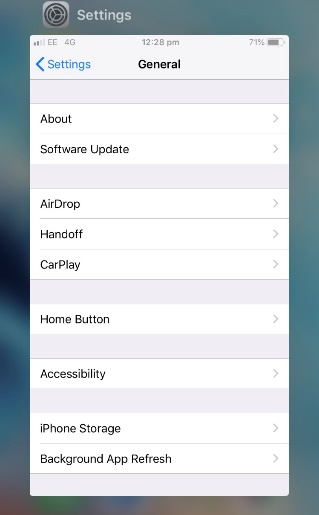 Settings
EE 4G 12:28 pm 71%
Settings General
About
Software Update
AirDrop
Handoff
CarPlay
Home Button
Accessibility
iPhone Storage
Background App Refresh